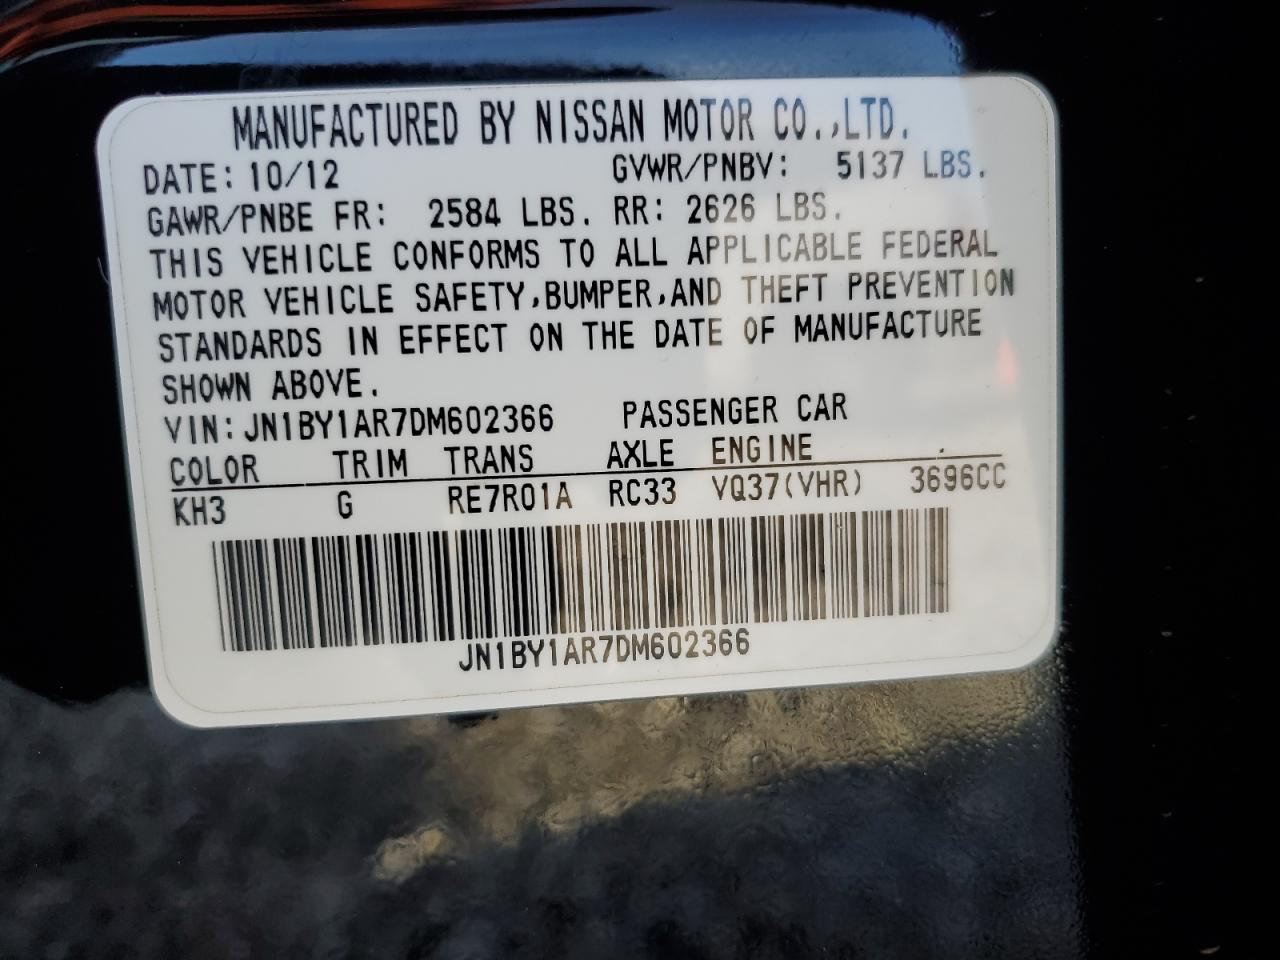 MANUFACTURED BY NISSAN MOTOR CO.,LTD.
DATE: 10/12 GVWR/PNBV: 5137 LBS.
GAWR/PNBE FR: 2584 LBS. RR: 2626 LBS.
THIS VEHICLE CONFORMS TO ALL APPLICABLE FEDERAL
MOTOR VEHICLE SAFETY,BUMPER,AND THEFT PREVENTION
STANDARDS IN EFFECT ON THE DATE OF MANUFACTURE
SHOWN ABOVE.
VIN: JN1BY1AR7DM602366 PASSENGER CAR
COLOR TRIM TRANS AXLE ENGINE
KH3 G RE7R01A RC33 VQ37(VHR) 3696CC
JN1BY1AR7DM602366